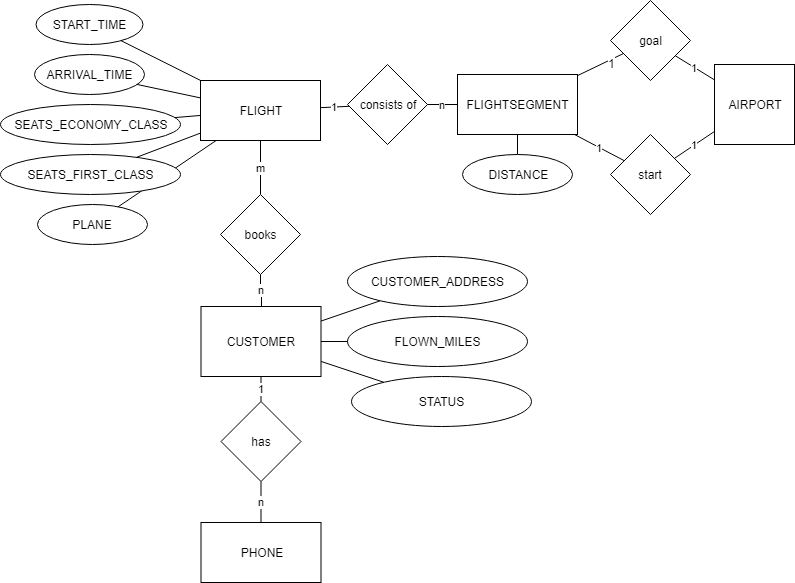 START_TIME
goal
ARRIVAL_TIME
1
1
FLIGHT
1
consists of
n
FLIGHTSEGMENT
AIRPORT
SEATS_ECONOMY_CLASS
1
1
SEATS_FIRST_CLASS
m
DISTANCE
start
PLANE
books
n
CUSTOMER_ADDRESS
CUSTOMER
FLOWN_MILES
1
STATUS
has
n
PHONE